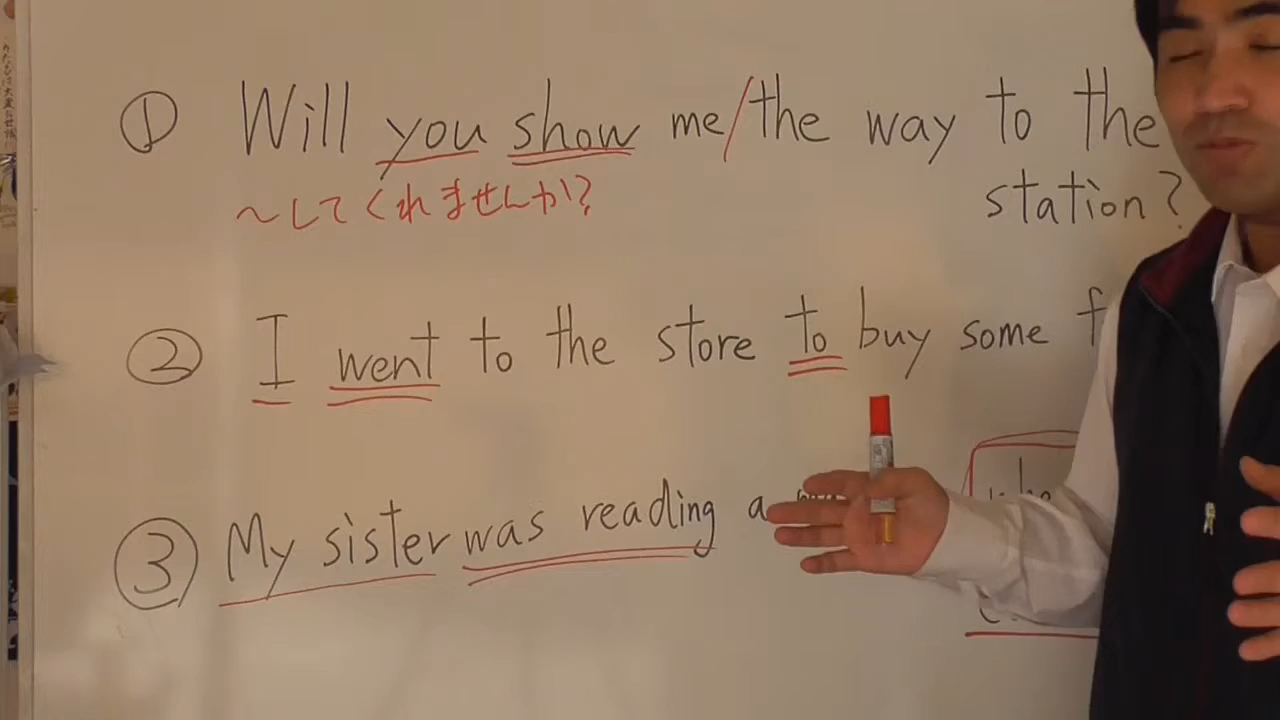 ① Will you show me/the way to the
station?
〜してくれませんか?
② I went to the store to buy some
③ My sister was reading a